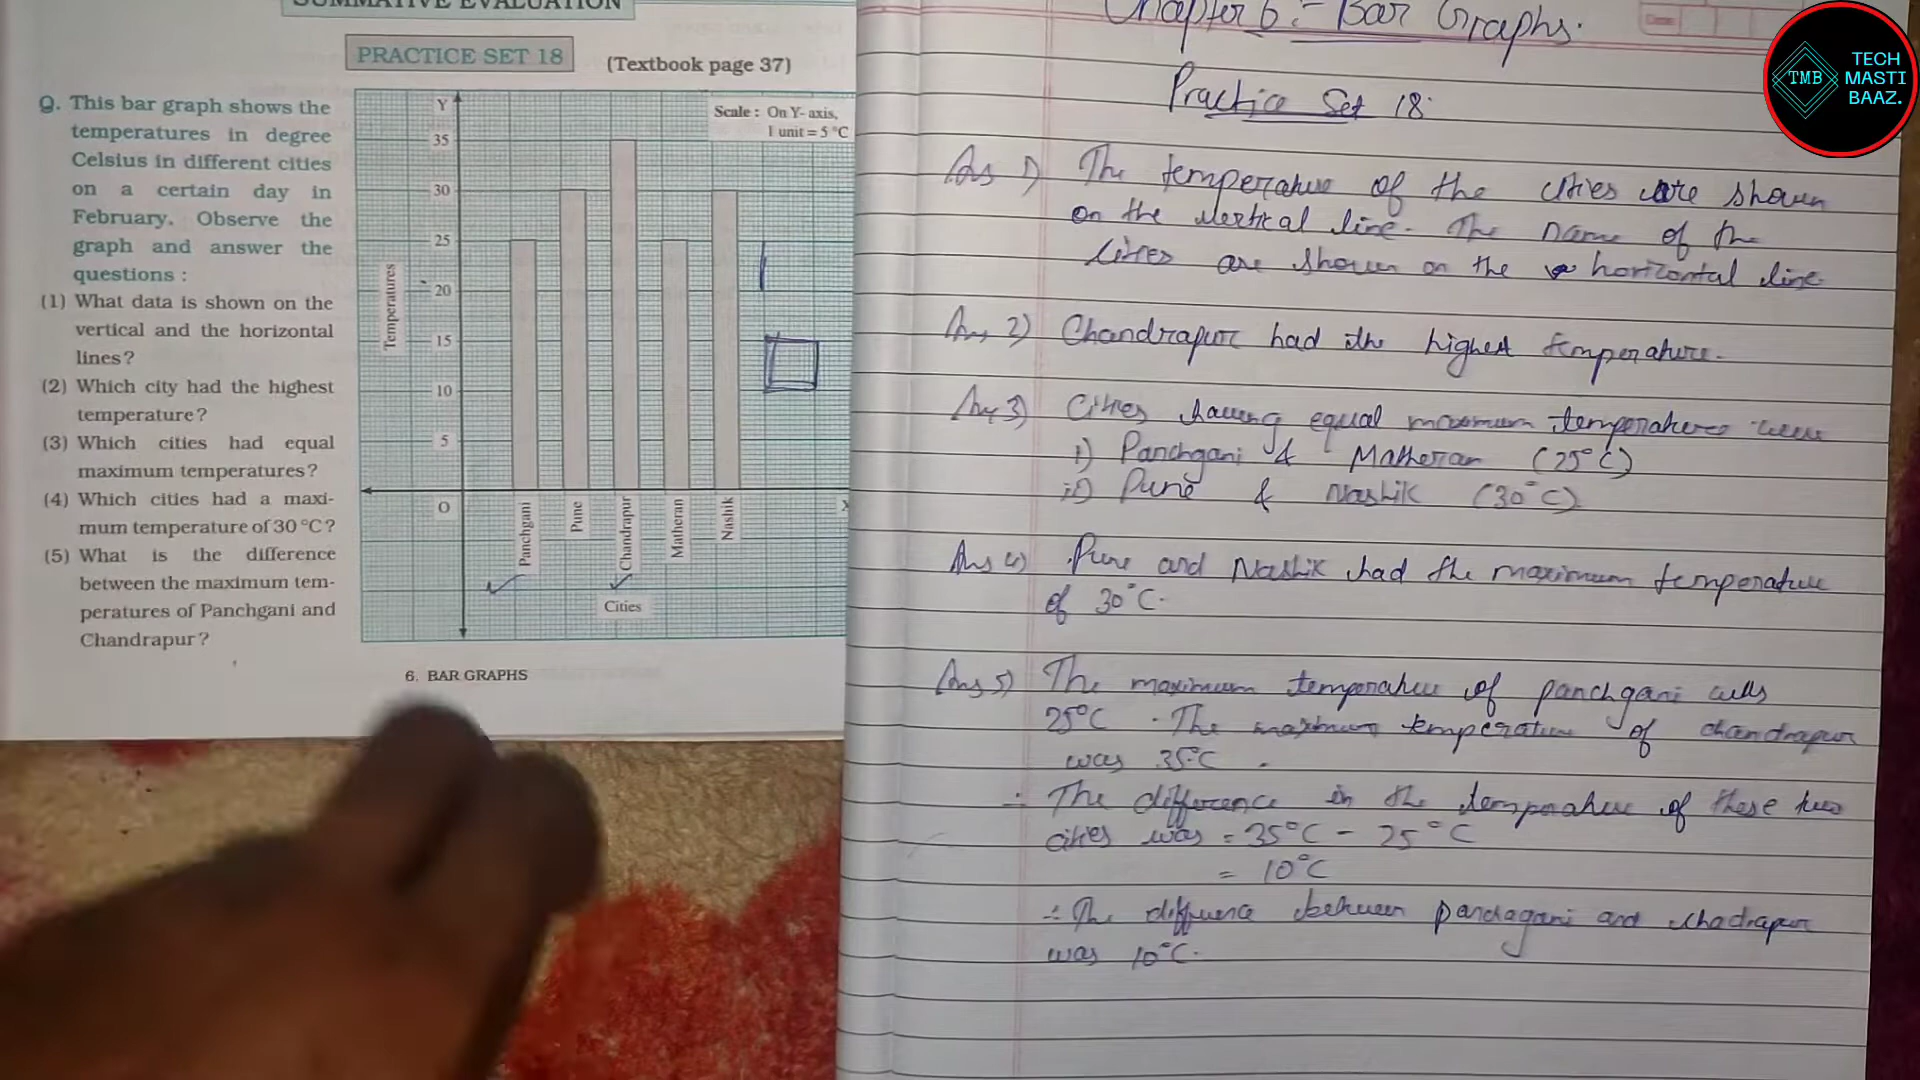 SUMMATIVE EVALUATION
PRACTICE SET 18
(Textbook page 37)
Q. This bar graph shows the
temperatures in degree
Celsius in different cities
on a certain day in
February. Observe the
graph and answer the
questions :
(1) What data is shown on the
vertical and the horizontal
lines?
(2) Which city had the highest
temperature?
(3) Which cities had equal
maximum temperatures?
(4) Which cities had a maxi-
mum temperature of 30 °C?
(5) What is the difference
between the maximum tem-
peratures of Panchgani and
Chandrapur?
Y
Scale : On Y- axis,
1 unit = 5 °C
35
30
25
20
15
10
5
O
X
Temperatures
Panchgani
Pune
Chandrapur
Matheran
Nashik
Cities
6. BAR GRAPHS
Chapter 6 :- Bar Graphs.
Practice Set 18.
Ans 1) The temperature of the cities are shown
on the vertical line. The name of the
cities are shown on the horizontal line
Ans 2) Chandrapur had the highest temperature.
Ans 3) Cities having equal maximum temperatures were
i) Panchgani & Matheran (25°C)
ii) Pune & Nashik (30°C)
Ans 4) Pune and Nashik had the maximum temperature
of 30°C.
Ans 5) The maximum temperature of panchgani was
25°C. The maximum temperature of chandrapur
was 35°C.
∴ The difference in the temperature of these two
cities was = 35°C - 25°C
= 10°C
∴ The difference between and
was 10°C.
Date
TMB
TECH
MASTI
BAAZ.